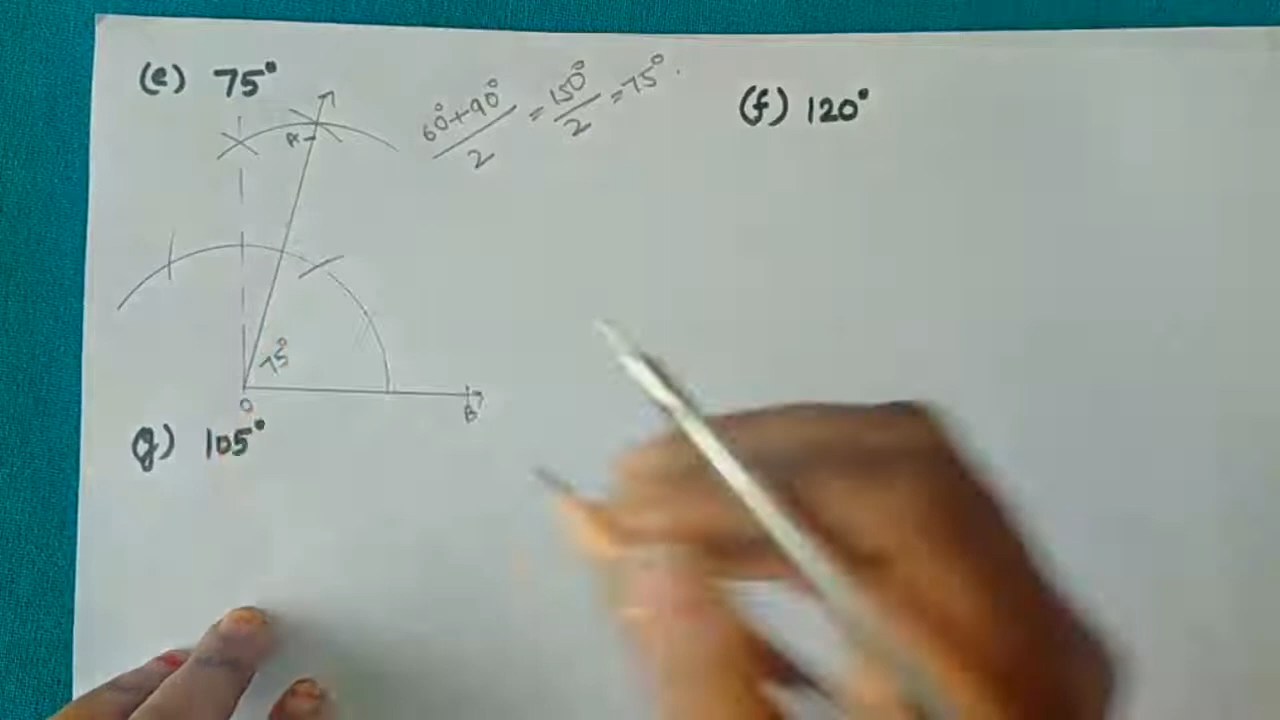 (e) 75°
60°+90°/2 = 150°/2 = 75°.
(f) 120°
A
75°
O
B
(g) 105°